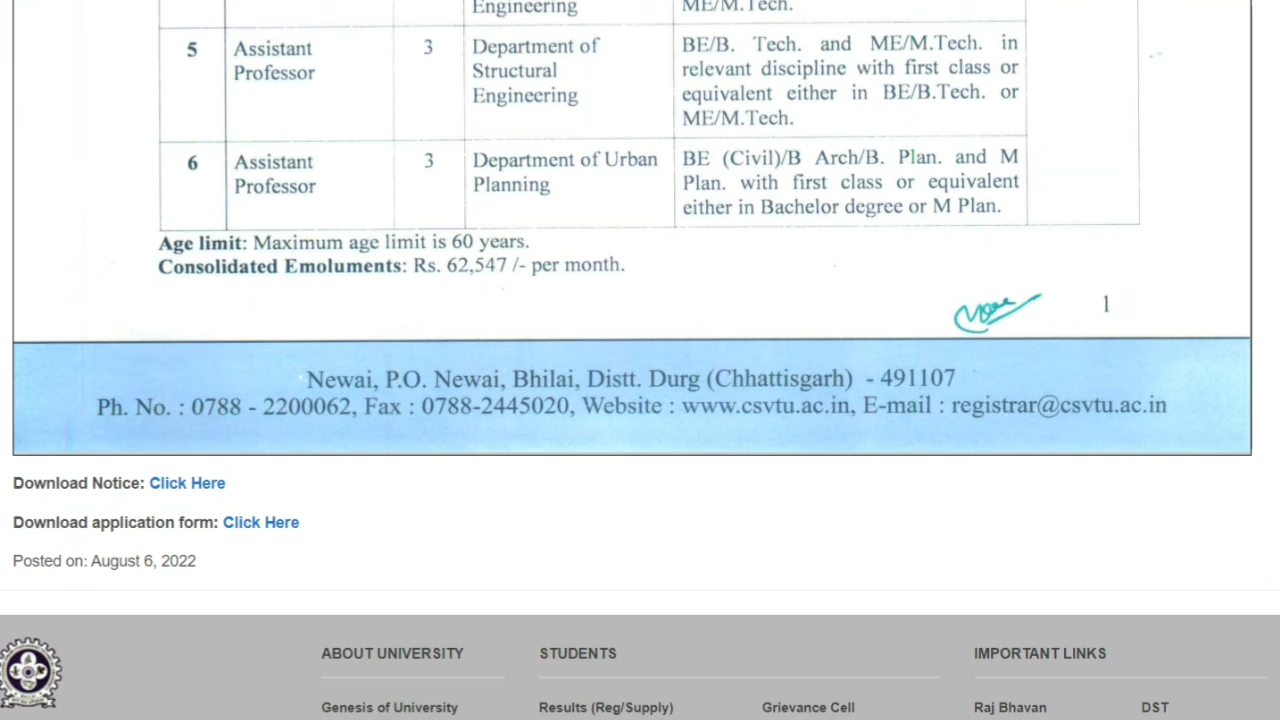 Engineering
ME/M.Tech.
5
Assistant
Professor
3
Department of
Structural
Engineering
BE/B. Tech. and ME/M.Tech. in
relevant discipline with first class or
equivalent either in BE/B.Tech. or
ME/M.Tech.
6
Assistant
Professor
3
Department of Urban
Planning
BE (Civil)/B Arch/B. Plan. and M
Plan. with first class or equivalent
either in Bachelor degree or M Plan.
Age limit: Maximum age limit is 60 years.
Consolidated Emoluments: Rs. 62,547 /- per month.
1
Newai, P.O. Newai, Bhilai, Distt. Durg (Chhattisgarh) - 491107
Ph. No. : 0788 - 2200062, Fax : 0788-2445020, Website : www.csvtu.ac.in, E-mail : registrar@csvtu.ac.in
Download Notice: Click Here
Download application form: Click Here
Posted on: August 6, 2022
ABOUT UNIVERSITY
STUDENTS
IMPORTANT LINKS
Genesis of University
Results (Reg/Supply)
Grievance Cell
Raj Bhavan
DST